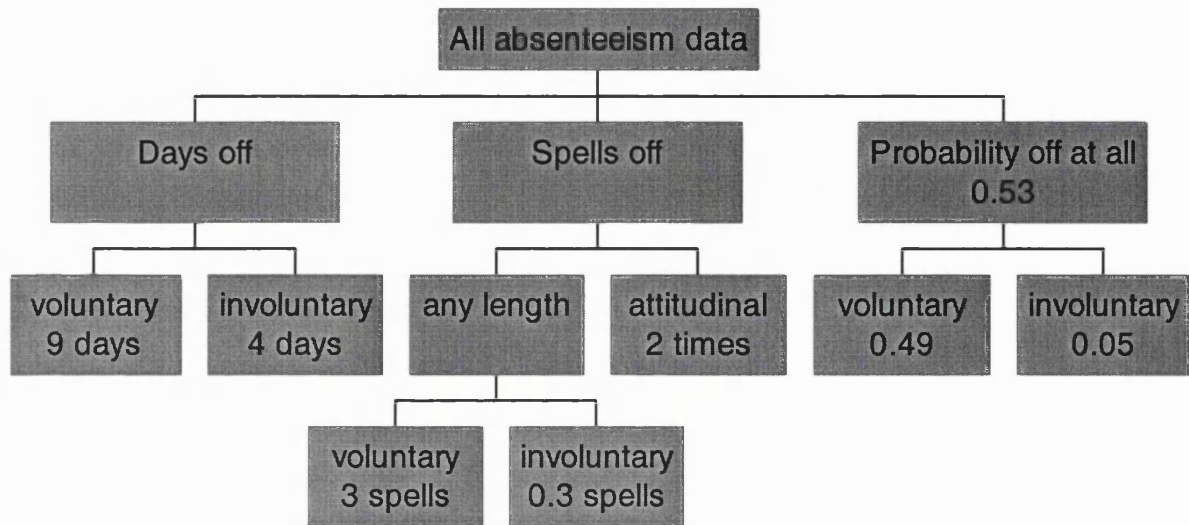 All absenteeism data
Days off
Spells off
Probability off at all
0.53
voluntary
9 days
involuntary
4 days
any length
attitudinal
2 times
voluntary
0.49
involuntary
0.05
voluntary
3 spells
involuntary
0.3 spells